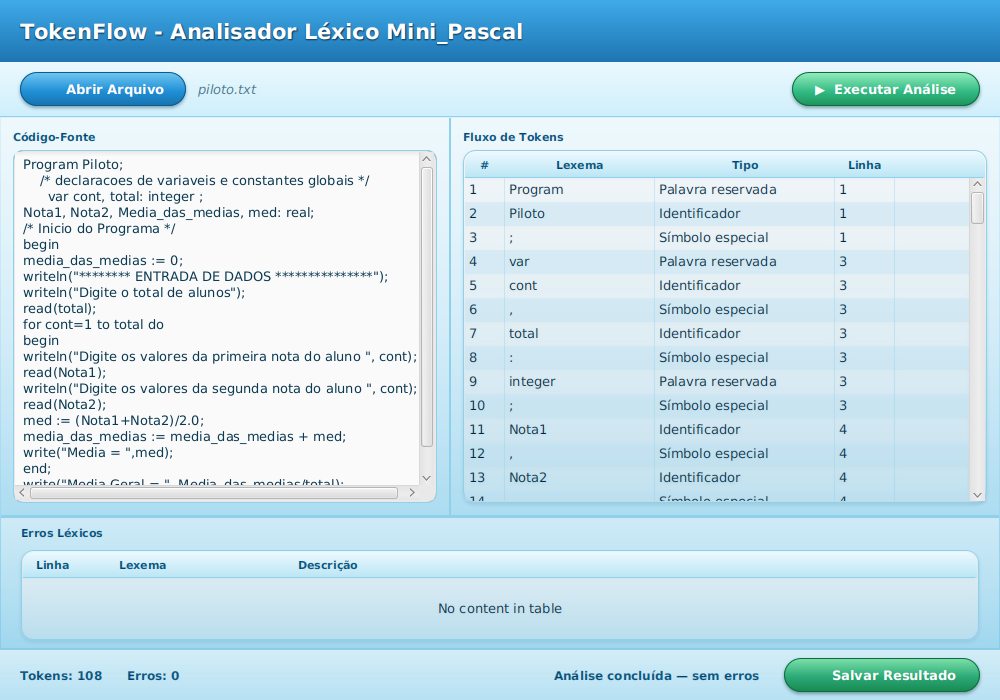 TokenFlow - Analisador Léxico Mini_Pascal
Abrir Arquivo piloto.txt ▶ Executar Análise
Código-Fonte
Program Piloto;
/* declaracoes de variaveis e constantes globais */
var cont, total: integer ;
Nota1, Nota2, Media_das_medias, med: real;
/* Inicio do Programa */
begin
media_das_medias := 0;
writeln("******** ENTRADA DE DADOS ***************");
writeln("Digite o total de alunos");
read(total);
for cont=1 to total do
begin
writeln("Digite os valores da primeira nota do aluno ", cont);
read(Nota1);
writeln("Digite os valores da segunda nota do aluno ", cont);
read(Nota2);
med := (Nota1+Nota2)/2.0;
media_das_medias := media_das_medias + med;
write("Media = ",med);
end;
write("Media Geral = ", Media_das_medias/total);
Fluxo de Tokens
# Lexema Tipo Linha
1 Program Palavra reservada 1
2 Piloto Identificador 1
3 ; Símbolo especial 1
4 var Palavra reservada 3
5 cont Identificador 3
6 , Símbolo especial 3
7 total Identificador 3
8 : Símbolo especial 3
9 integer Palavra reservada 3
10 ; Símbolo especial 3
11 Nota1 Identificador 4
12 , Símbolo especial 4
13 Nota2 Identificador 4
14 Símbolo especial 4
Erros Léxicos
Linha Lexema Descrição
No content in table
Tokens: 108 Erros: 0 Análise concluída — sem erros Salvar Resultado